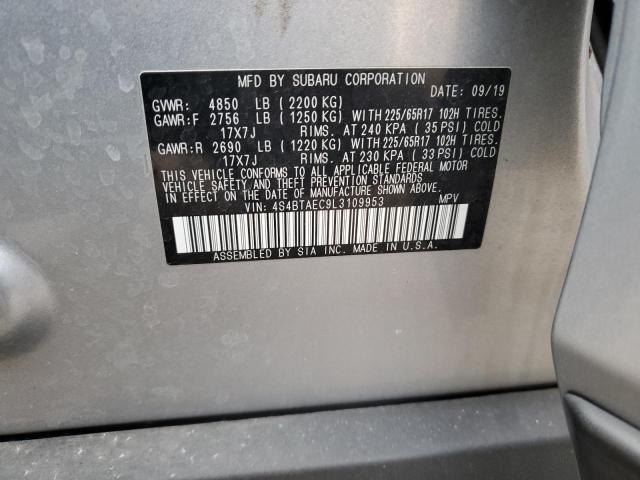 MFD BY SUBARU CORPORATION
DATE: 09/19
GVWR: 4850 LB (2200 KG)
GAWR:F 2756 LB (1250 KG) WITH 225/65R17 102H TIRES.
17X7J RIMS. AT 240 KPA (35 PSI) COLD
GAWR:R 2690 LB (1220 KG) WITH 225/65R17 102H TIRES.
17X7J RIMS. AT 230 KPA (33 PSI) COLD
THIS VEHICLE CONFORMS TO ALL APPLICABLE FEDERAL MOTOR
VEHICLE SAFETY AND THEFT PREVENTION STANDARDS
IN EFFECT ON THE DATE OF MANUFACTURE SHOWN ABOVE.
VIN: 4S4BTAEC9L3109953 MPV
ASSEMBLED BY SIA INC. MADE IN U.S.A.